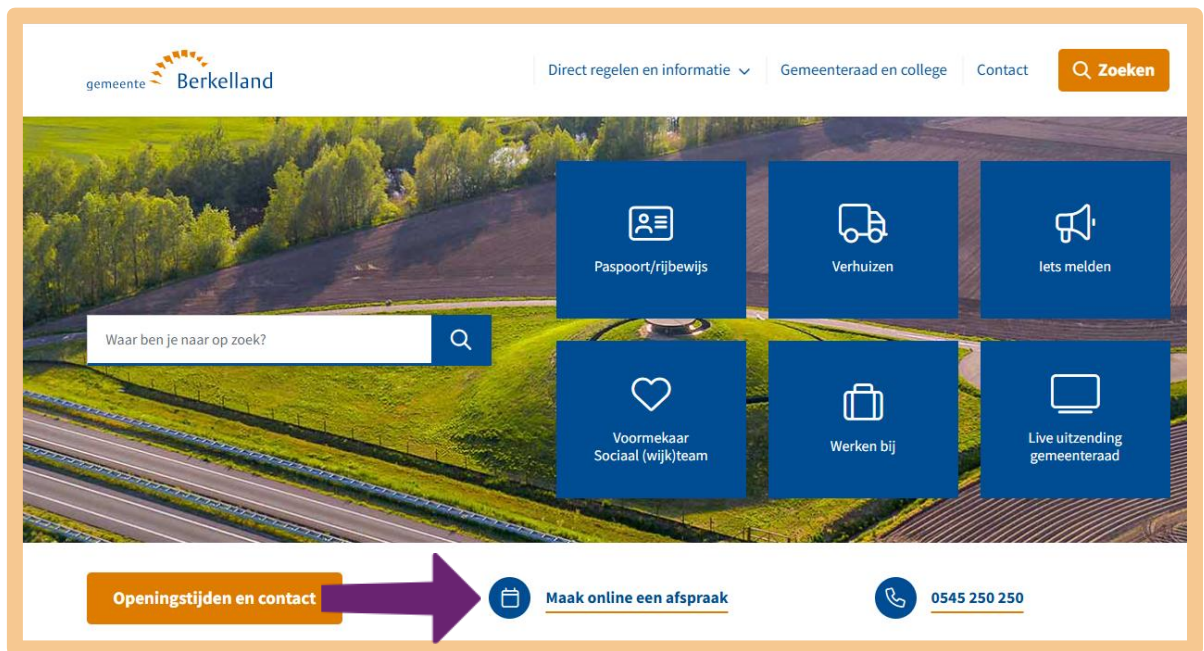 gemeente Berkelland
Direct regelen en informatie
Gemeenteraad en college
Contact
Zoeken
Paspoort/rijbewijs
Verhuizen
Iets melden
Waar ben je naar op zoek?
Voormekaar
Sociaal (wijk)team
Werken bij
Live uitzending
gemeenteraad
Openingstijden en contact
Maak online een afspraak
0545 250 250